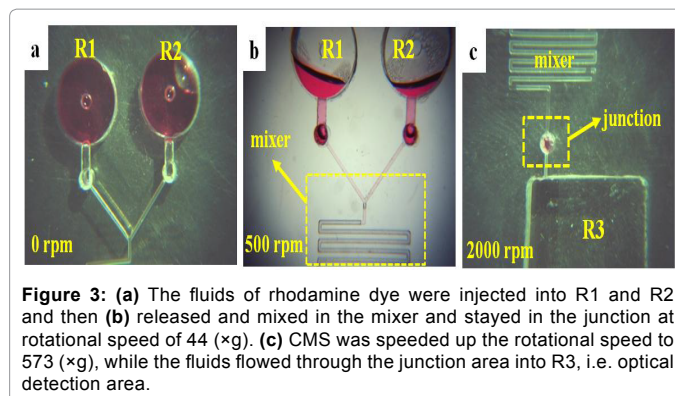 a
R1
R2
0 rpm
b
R1
R2
mixer
500 rpm
c
mixer
junction
R3
2000 rpm
Figure 3: (a) The fluids of rhodamine dye were injected into R1 and R2
and then (b) released and mixed in the mixer and stayed in the junction at
rotational speed of 44 (×g). (c) CMS was speeded up the rotational speed to
573 (×g), while the fluids flowed through the junction area into R3, i.e. optical
detection area.